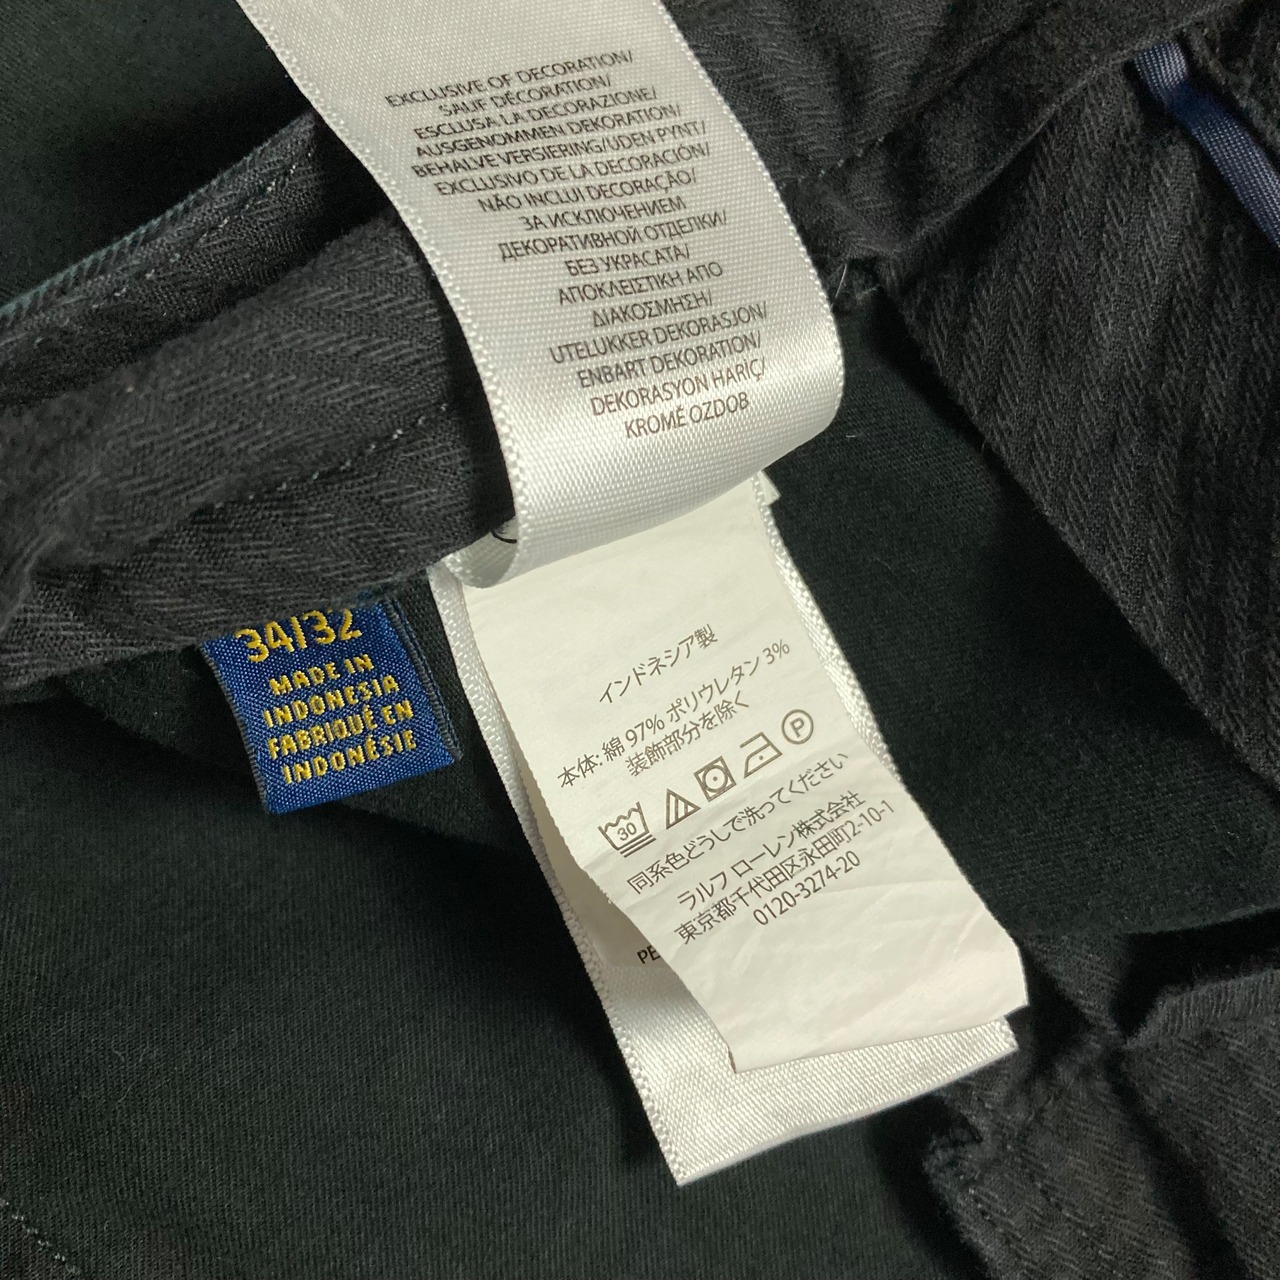 EXCLUSIVE OF DECORATION/
SAUF DÉCORATION/
ESCLUSA LA DECORAZIONE/
AUSGENOMMEN DEKORATION/
BEHALVE VERSIERING/UDEN PYNT/
EXCLUSIVO DE LA DECORACIÓN/
NÃO INCLUI DECORAÇÃO/
ЗА ИСКЛЮЧЕНИЕМ
ДЕКОРАТИВНОЙ ОТДЕЛКИ/
БЕЗ УКРАСАТА/
ΑΠΟΚΛΕΙΣΤΙΚΗ ΑΠΟ
ΔΙΑΚΟΣΜΗΣΗ/
UTELUKKER DEKORASJON/
ENBART DEKORATION/
DEKORASYON HARİÇ/
KROMĚ OZDOB
34/32
MADE IN
INDONESIA
FABRIQUÉ EN
INDONÉSIE
インドネシア製
本体: 綿 97% ポリウレタン 3%
装飾部分を除く
30 P
同系色どうしで洗ってください
ラルフ ローレン株式会社
東京都千代田区永田町2-10-1
0120-3274-20
PE